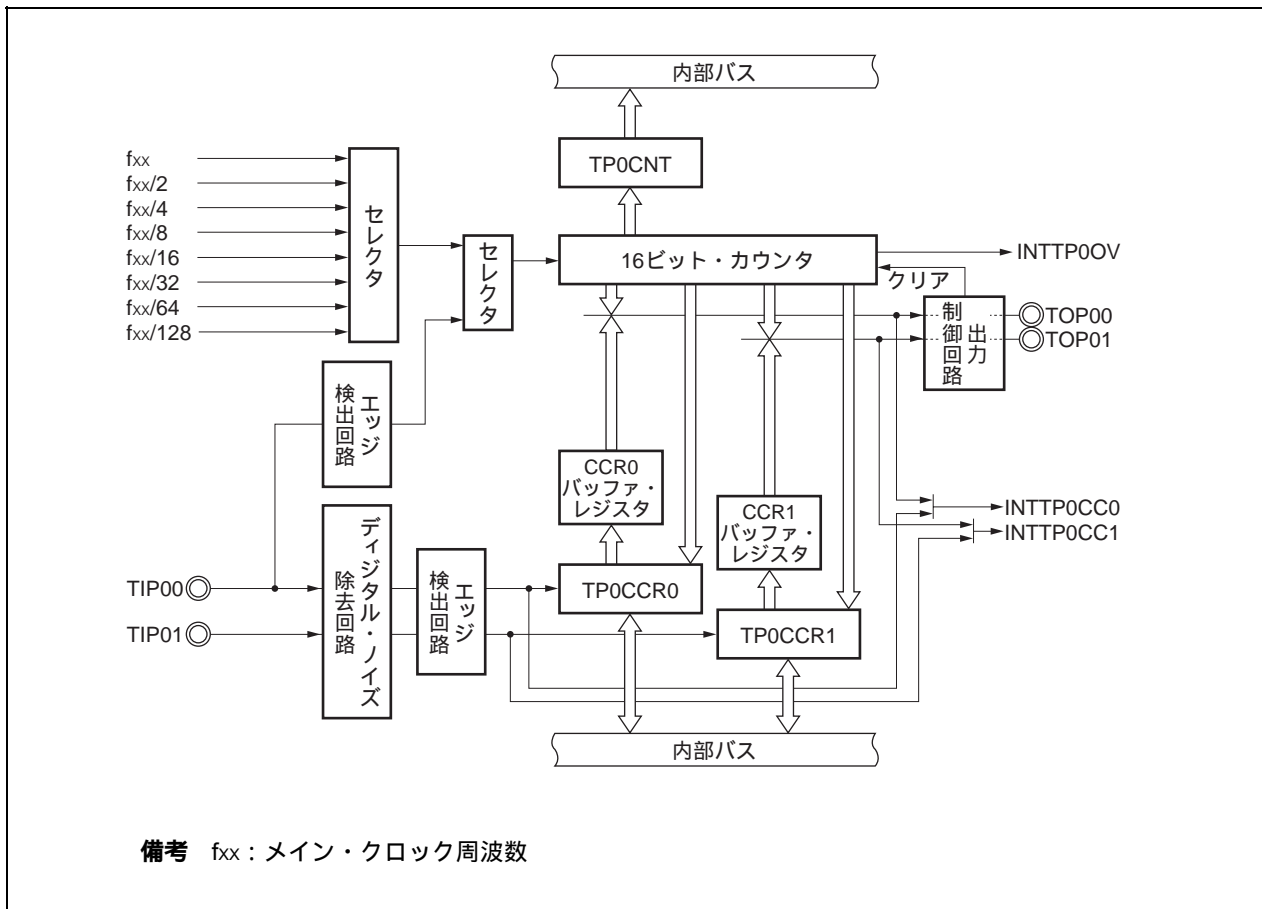 内部バス
TP0CNT
fxx
fxx/2
fxx/4
fxx/8
fxx/16
fxx/32
fxx/64
fxx/128
セレクタ
セレクタ
16ビット・カウンタ
INTTP0OV
クリア
制御回路
出力
TOP00
TOP01
エッジ
検出回路
CCR0
バッファ・
レジスタ
CCR1
バッファ・
レジスタ
INTTP0CC0
INTTP0CC1
TIP00
TIP01
ディジタル・ノイズ
除去回路
エッジ
検出回路
TP0CCR0
TP0CCR1
内部バス
備考 fxx:メイン・クロック周波数